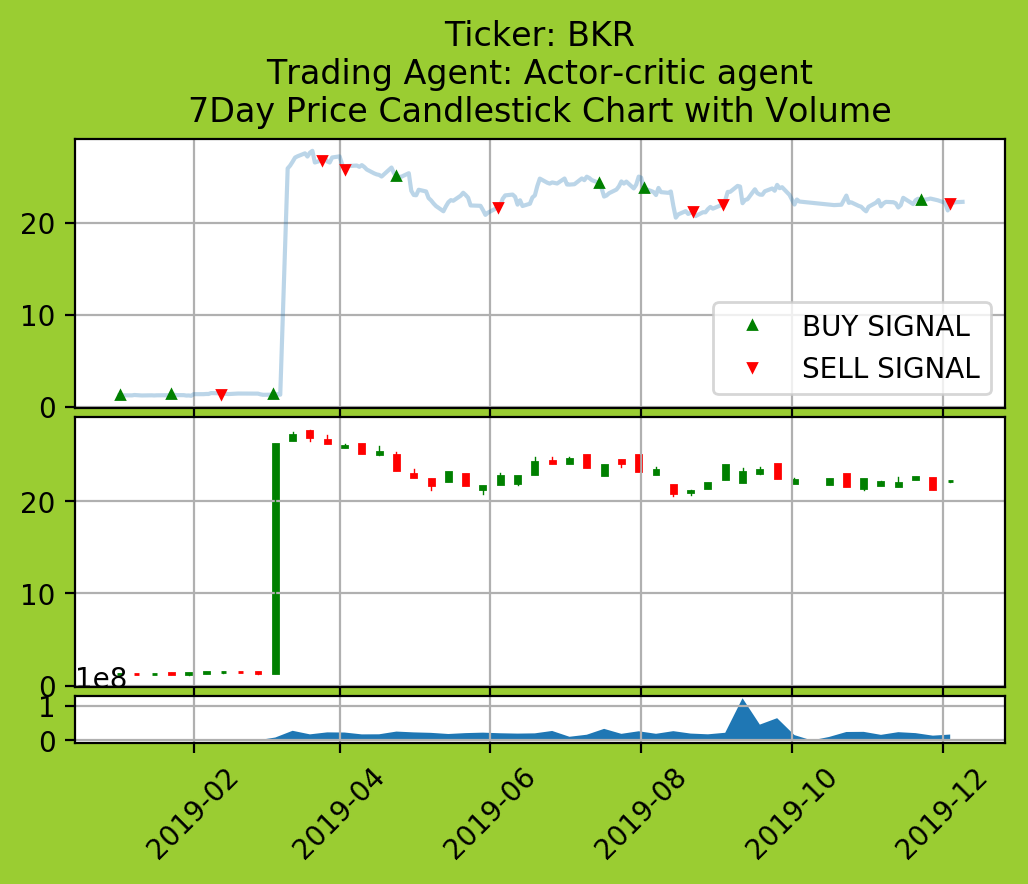 Ticker: BKR
Trading Agent: Actor-critic agent
7Day Price Candlestick Chart with Volume
20
10
0
BUY SIGNAL
SELL SIGNAL
20
10
0
1e8
1
0
2019-02
2019-04
2019-06
2019-08
2019-10
2019-12